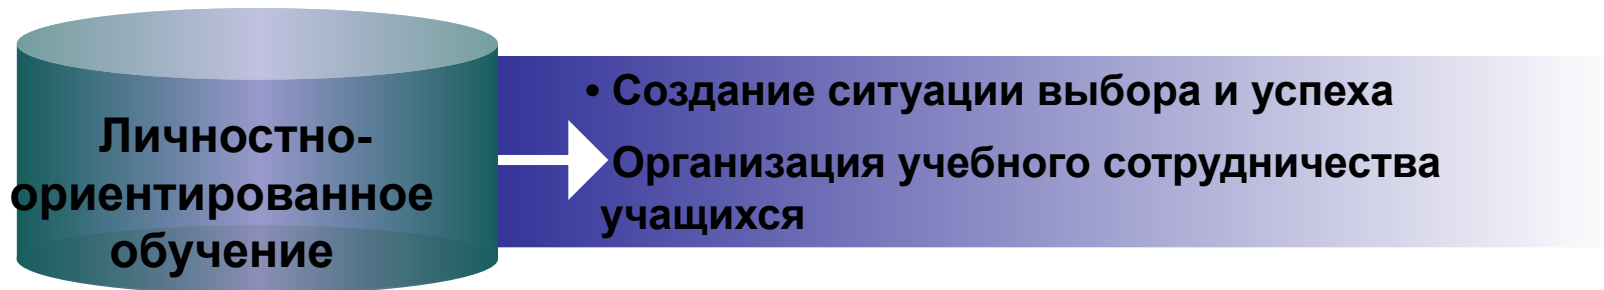 Личностно-
ориентированное
обучение
• Создание ситуации выбора и успеха
Организация учебного сотрудничества
учащихся